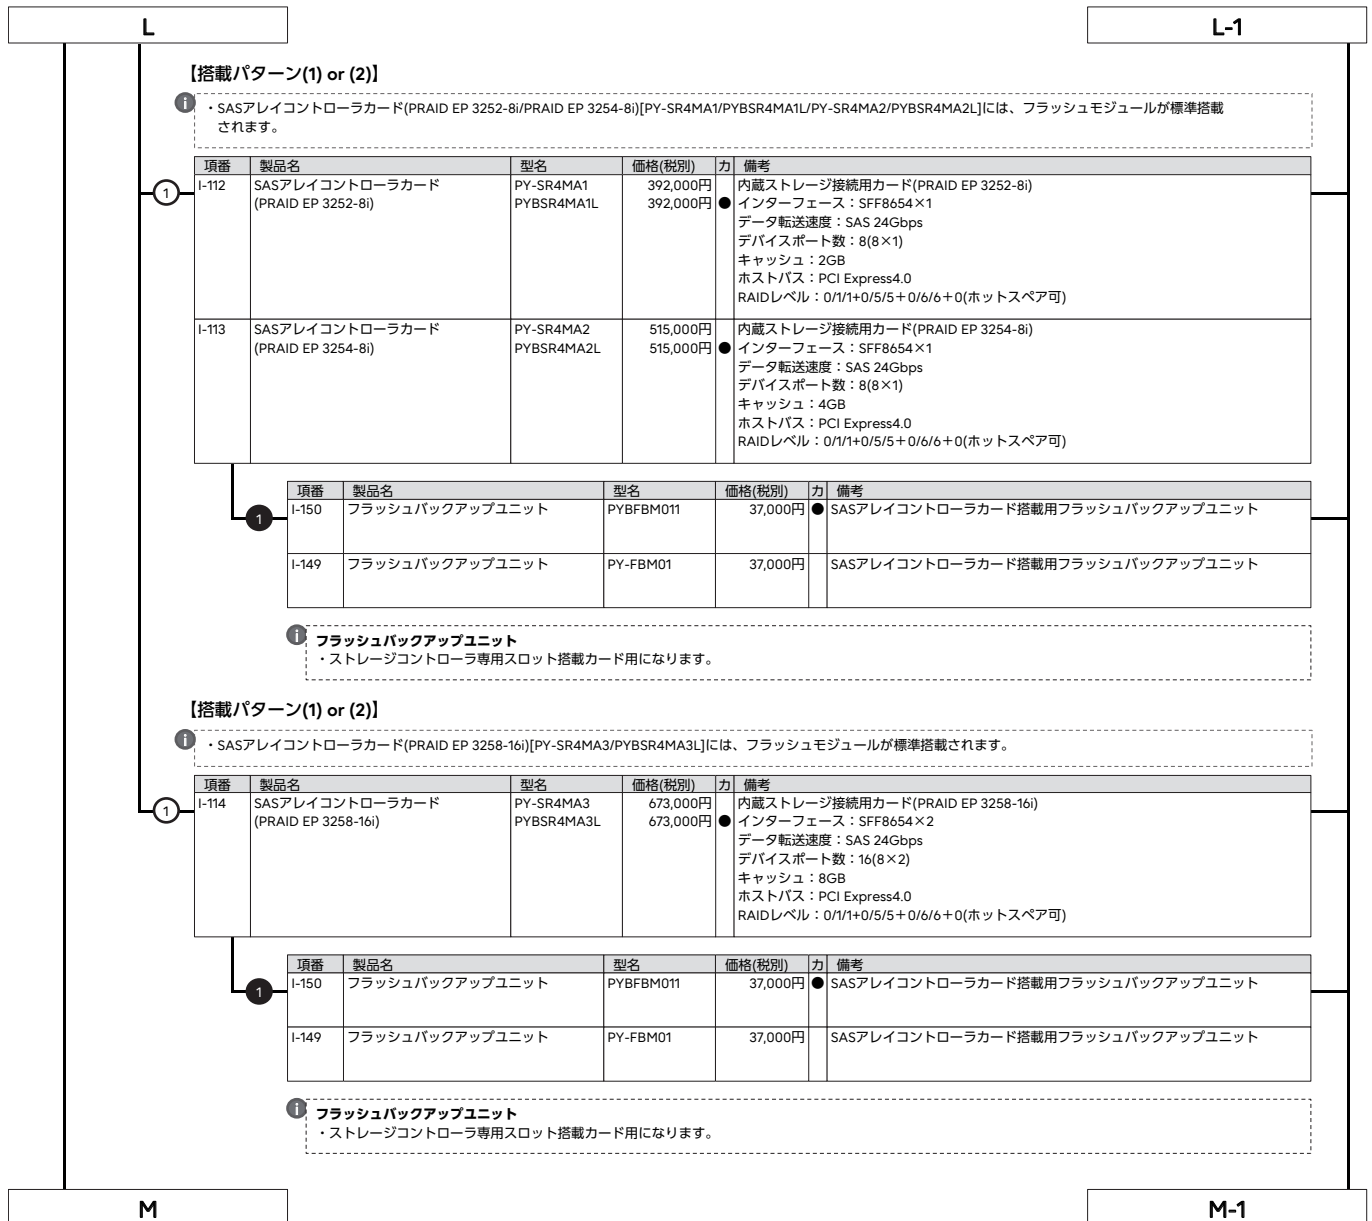 L
L-1
【搭載パターン(1) or (2)】
・SASアレイコントローラカード(PRAID EP 3252-8i/PRAID EP 3254-8i)[PY-SR4MA1/PYBSR4MA1L/PY-SR4MA2/PYBSR4MA2L]には、フラッシュモジュールが標準搭載
されます。
項番 製品名 型名 価格(税別) カ 備考
1
I-112 SASアレイコントローラカード PY-SR4MA1 392,000円 内蔵ストレージ接続用カード(PRAID EP 3252-8i)
(PRAID EP 3252-8i) PYBSR4MA1L 392,000円 ● インターフェース：SFF8654×1
データ転送速度：SAS 24Gbps
デバイスポート数：8(8×1)
キャッシュ：2GB
ホストバス：PCI Express4.0
RAIDレベル：0/1/1+0/5/5＋0/6/6＋0(ホットスペア可)
I-113 SASアレイコントローラカード PY-SR4MA2 515,000円 内蔵ストレージ接続用カード(PRAID EP 3254-8i)
(PRAID EP 3254-8i) PYBSR4MA2L 515,000円 ● インターフェース：SFF8654×1
データ転送速度：SAS 24Gbps
デバイスポート数：8(8×1)
キャッシュ：4GB
ホストバス：PCI Express4.0
RAIDレベル：0/1/1+0/5/5＋0/6/6＋0(ホットスペア可)
項番 製品名 型名 価格(税別) カ 備考
1
I-150 フラッシュバックアップユニット PYBFBM011 37,000円 ● SASアレイコントローラカード搭載用フラッシュバックアップユニット
I-149 フラッシュバックアップユニット PY-FBM01 37,000円 SASアレイコントローラカード搭載用フラッシュバックアップユニット
フラッシュバックアップユニット
・ストレージコントローラ専用スロット搭載カード用になります。
【搭載パターン(1) or (2)】
・SASアレイコントローラカード(PRAID EP 3258-16i)[PY-SR4MA3/PYBSR4MA3L]には、フラッシュモジュールが標準搭載されます。
項番 製品名 型名 価格(税別) カ 備考
1
I-114 SASアレイコントローラカード PY-SR4MA3 673,000円 内蔵ストレージ接続用カード(PRAID EP 3258-16i)
(PRAID EP 3258-16i) PYBSR4MA3L 673,000円 ● インターフェース：SFF8654×2
データ転送速度：SAS 24Gbps
デバイスポート数：16(8×2)
キャッシュ：8GB
ホストバス：PCI Express4.0
RAIDレベル：0/1/1+0/5/5＋0/6/6＋0(ホットスペア可)
項番 製品名 型名 価格(税別) カ 備考
1
I-150 フラッシュバックアップユニット PYBFBM011 37,000円 ● SASアレイコントローラカード搭載用フラッシュバックアップユニット
I-149 フラッシュバックアップユニット PY-FBM01 37,000円 SASアレイコントローラカード搭載用フラッシュバックアップユニット
フラッシュバックアップユニット
・ストレージコントローラ専用スロット搭載カード用になります。
M
M-1